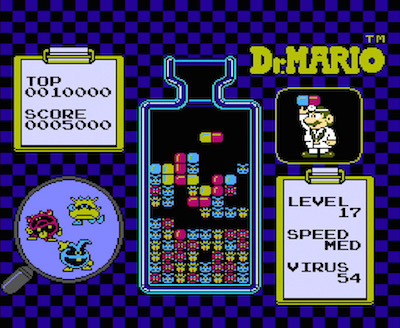 Dr. MARIO TM
TOP
0010000
SCORE
0005000
LEVEL
17
SPEED
MED
VIRUS
54